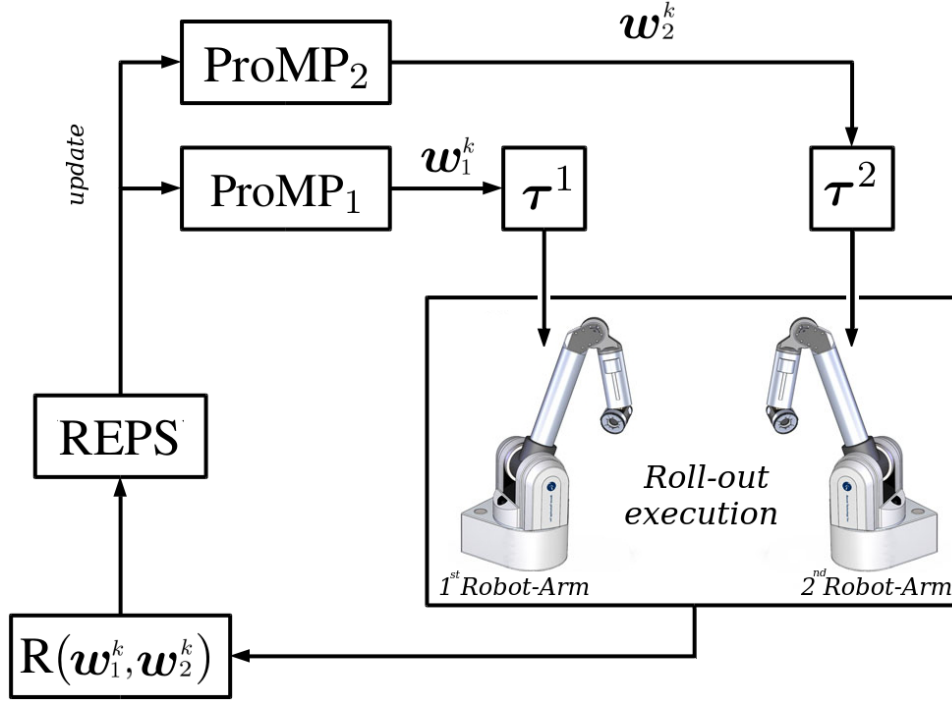 w₂ᵏ
ProMP₂
update
ProMP₁
w₁ᵏ
τ¹
τ²
REPS
Roll-out
execution
1ˢᵗ Robot-Arm
2ⁿᵈ Robot-Arm
R(w₁ᵏ, w₂ᵏ)